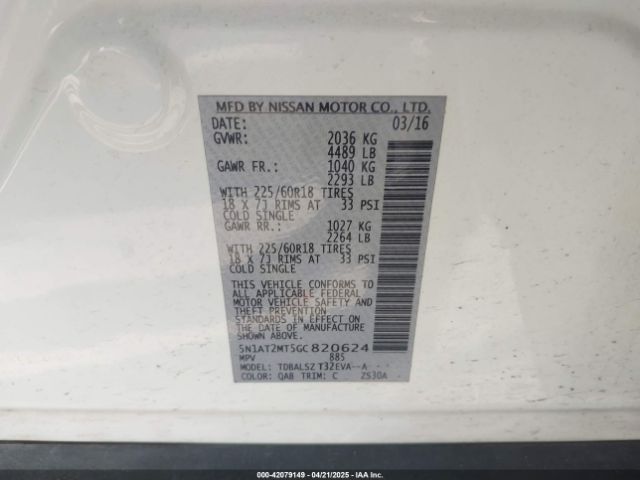 MFD BY NISSAN MOTOR CO., LTD.
DATE: 03/16
GVWR: 2036 KG
4489 LB
GAWR FR.: 1040 KG
2293 LB
WITH 225/60R18 TIRES
18 X 7J RIMS AT 33 PSI
COLD SINGLE
GAWR RR.: 1027 KG
2264 LB
WITH 225/60R18 TIRES
18 X 7J RIMS AT 33 PSI
COLD SINGLE
THIS VEHICLE CONFORMS TO
ALL APPLICABLE FEDERAL
MOTOR VEHICLE SAFETY AND
THEFT PREVENTION
STANDARDS IN EFFECT ON
THE DATE OF MANUFACTURE
SHOWN ABOVE.
5N1AT2MT5GC820624
MPV 885
MODEL: TDBALSZ T32EVA--A---
COLOR: QAB TRIM: C ZS30A
000-42079149 - 04/21/2025 - IAAI.COM